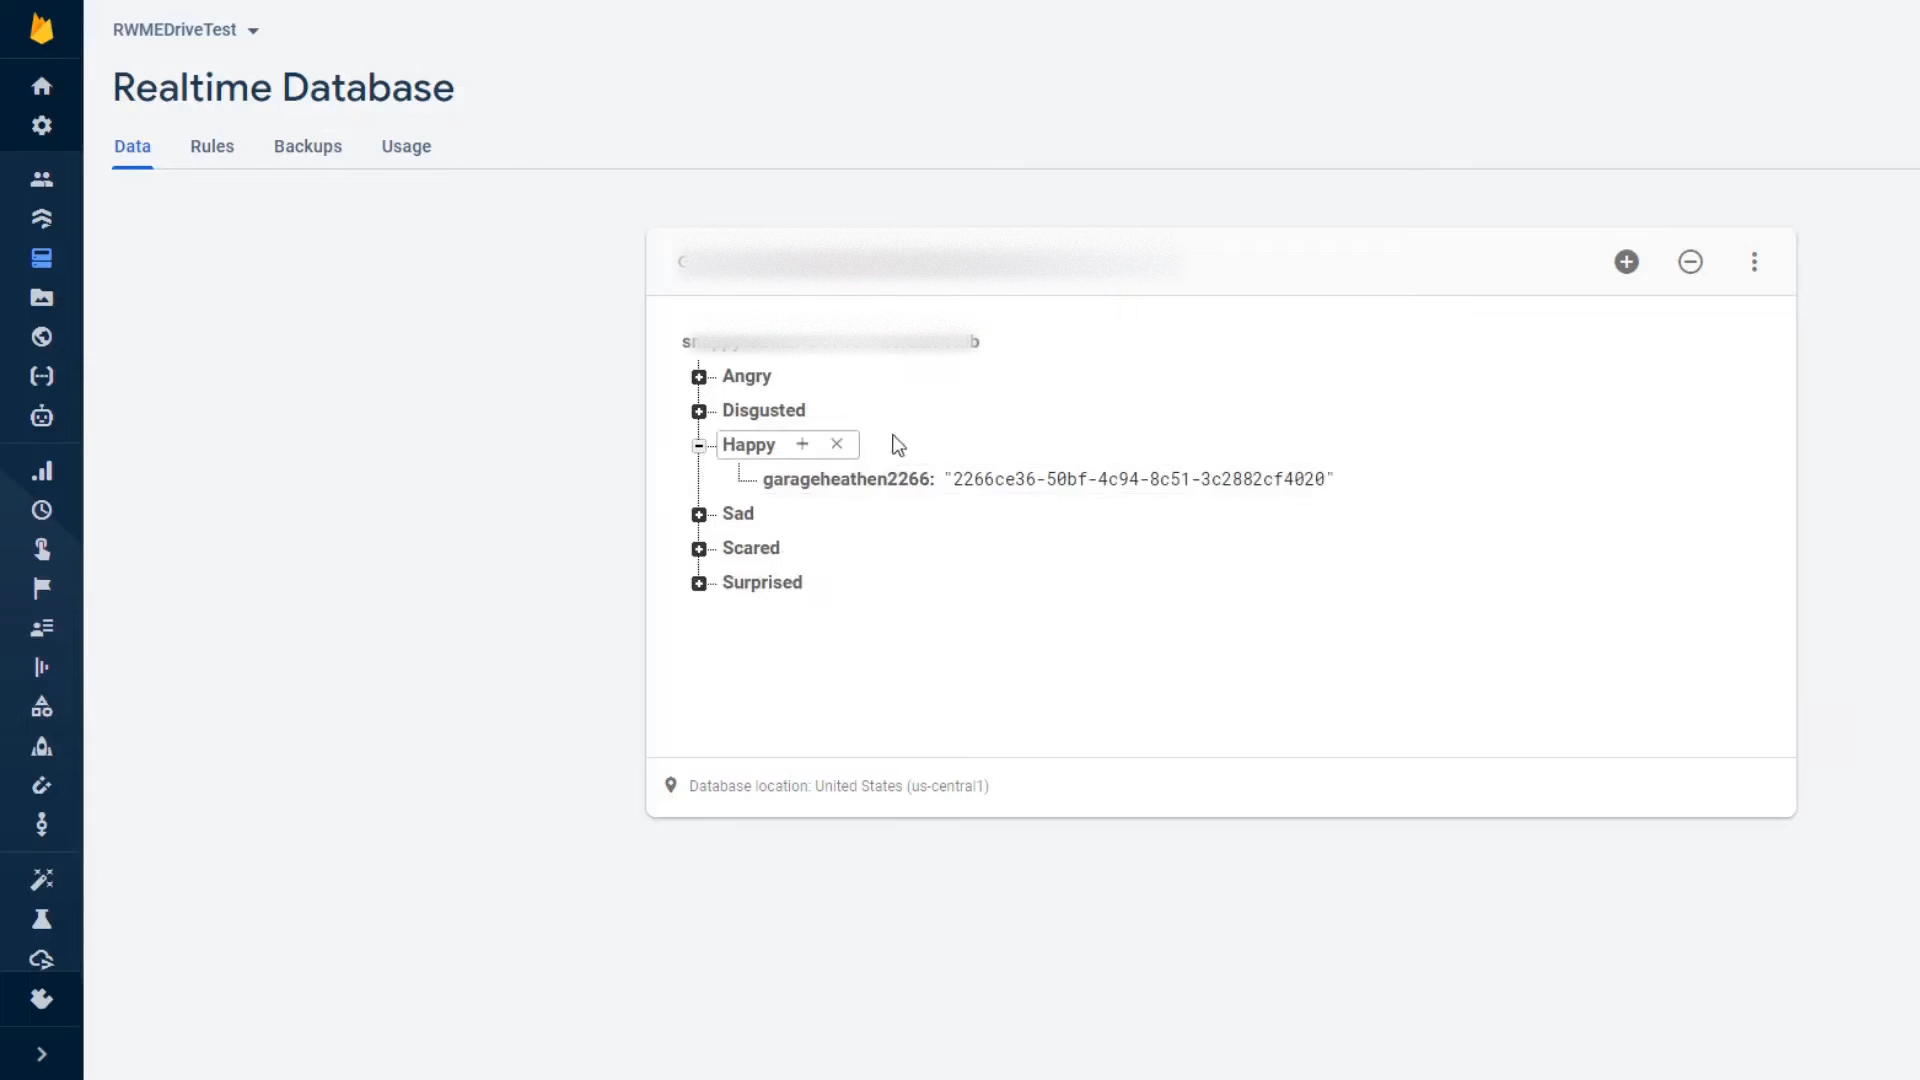 RWMEDriveTest
Realtime Database
Data Rules Backups Usage
Angry
Disgusted
Happy
garageheathen2266: "2266ce36-50bf-4c94-8c51-3c2882cf4020"
Sad
Scared
Surprised
Database location: United States (us-central1)